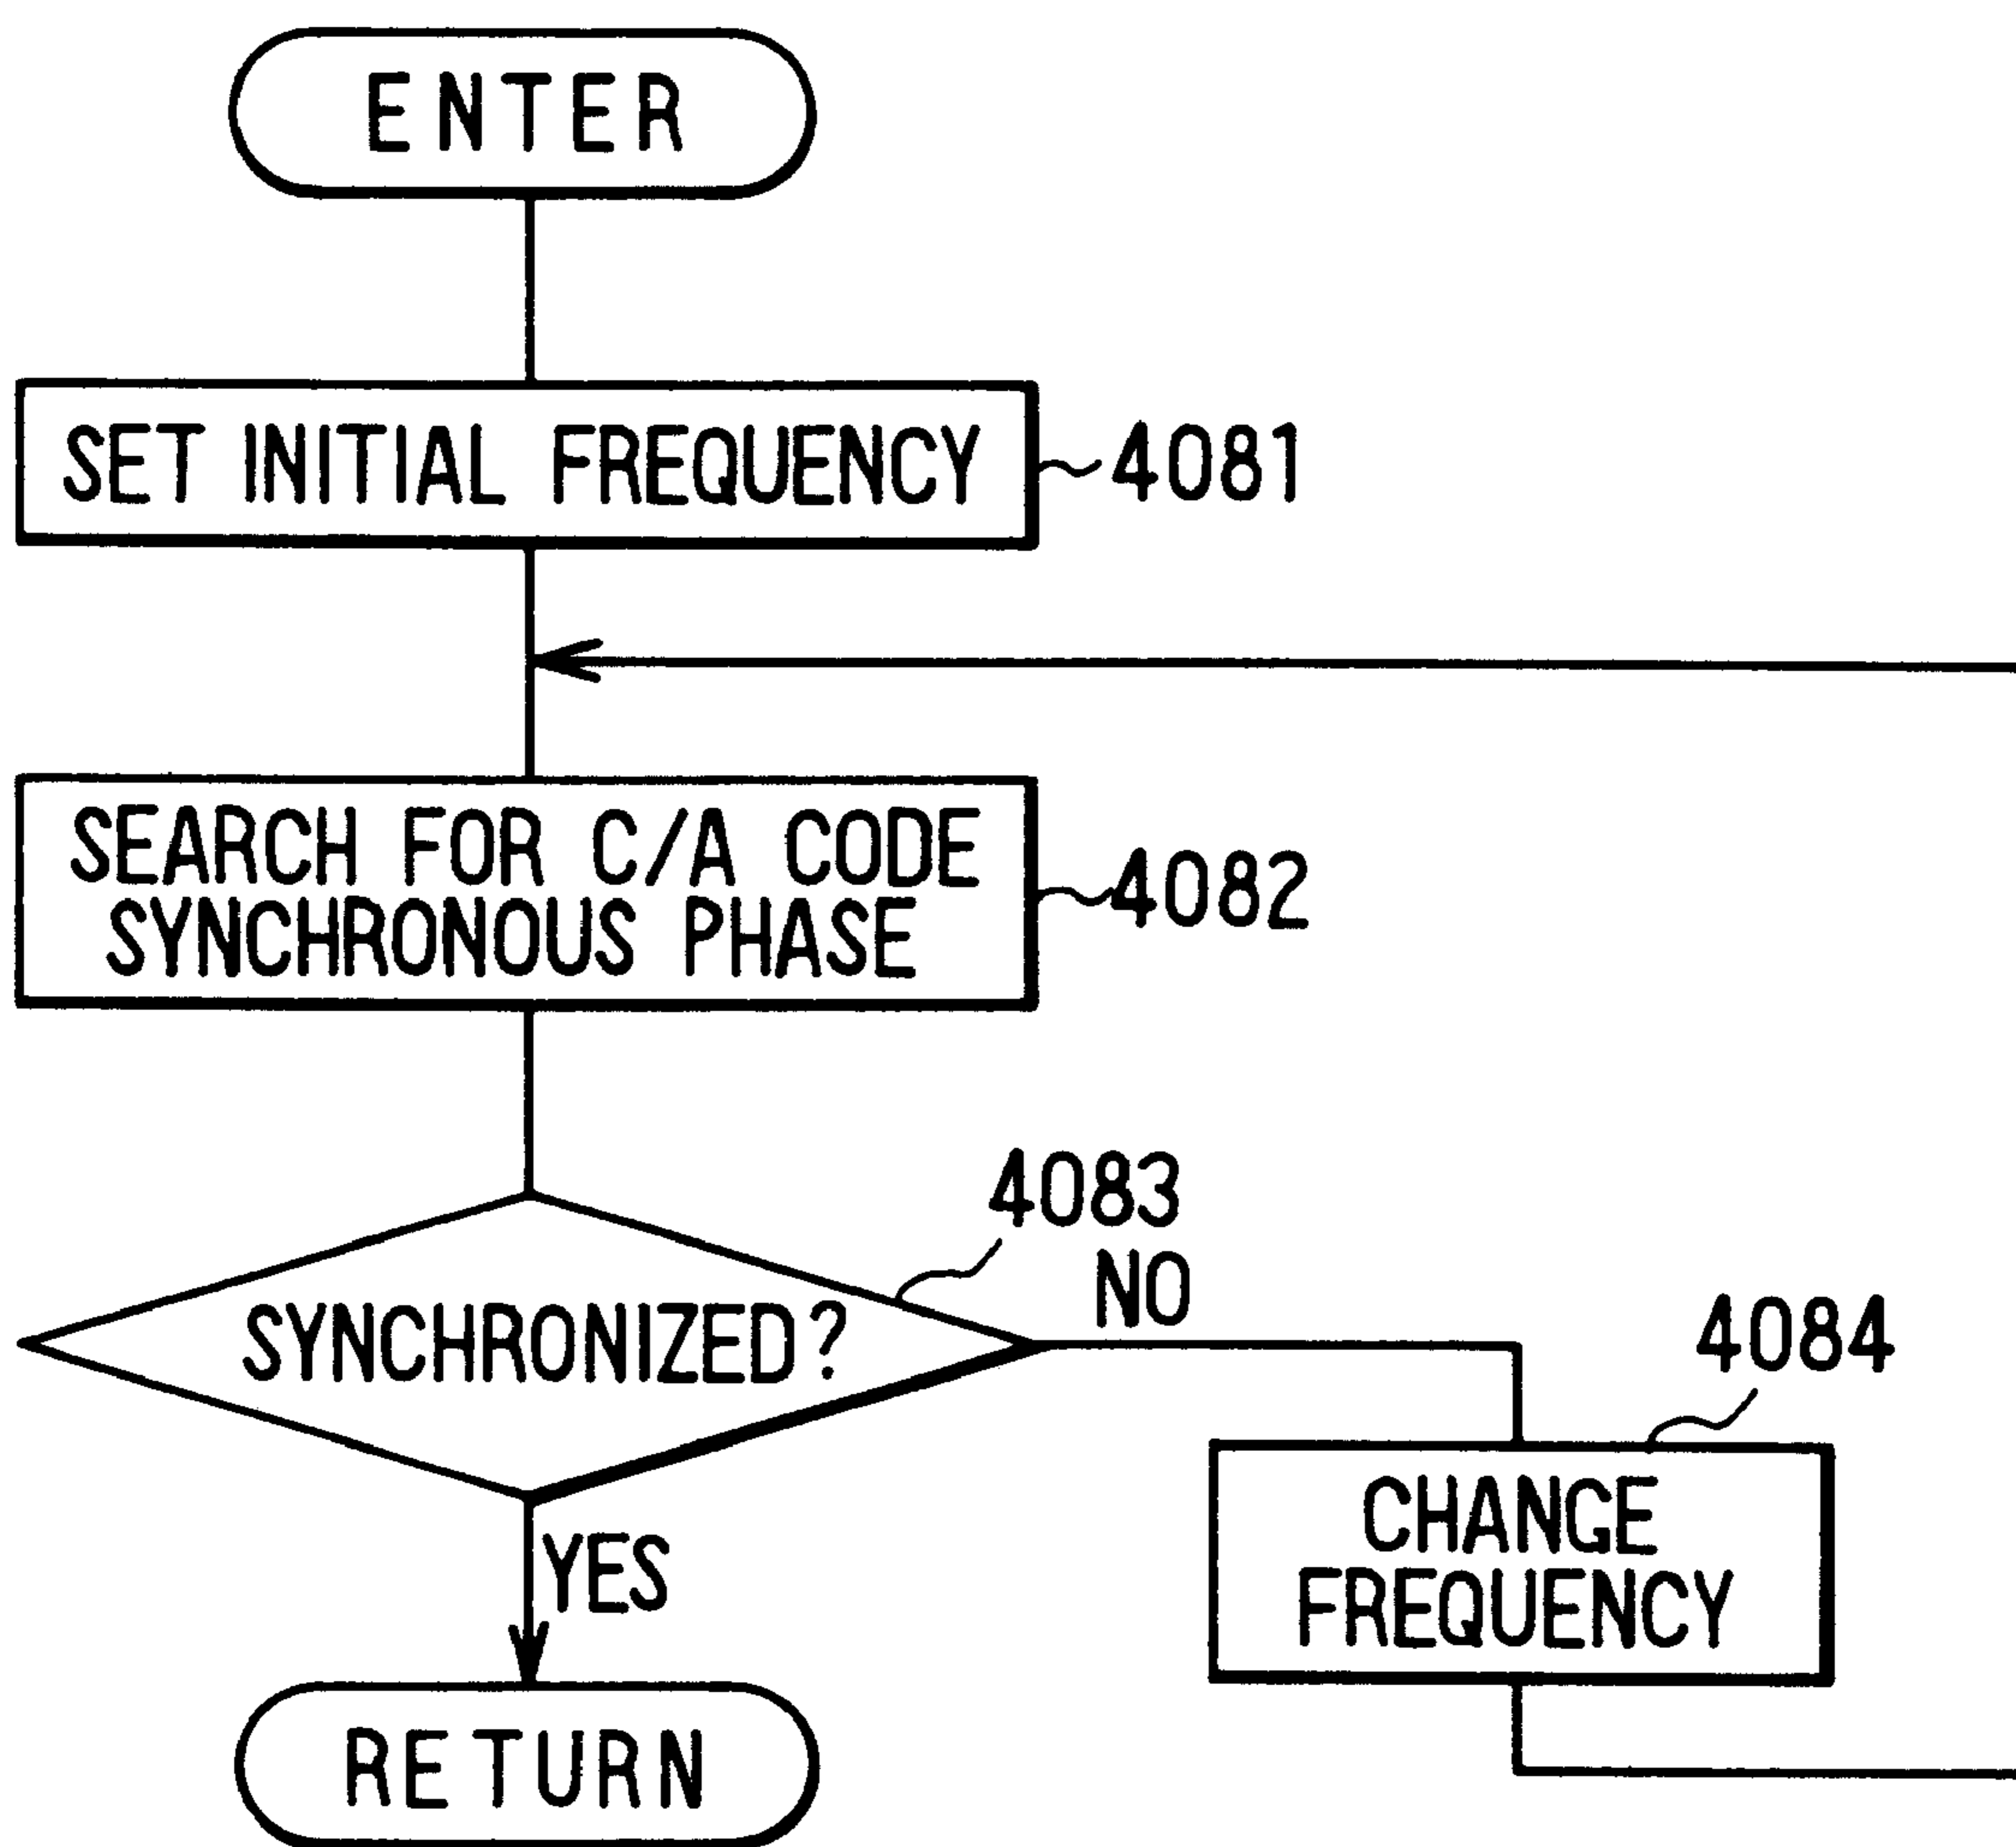 ENTER
SET INITIAL FREQUENCY
4081
SEARCH FOR C/A CODE
SYNCHRONOUS PHASE
4082
4083
NO
SYNCHRONIZED?
4084
CHANGE
FREQUENCY
YES
RETURN